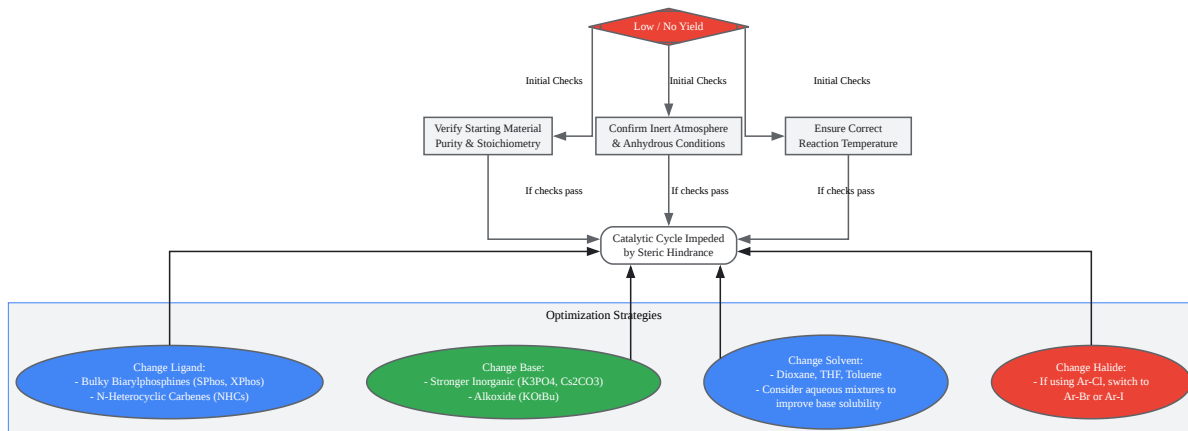 Low / No Yield
Initial Checks
Initial Checks
Initial Checks
Verify Starting Material
Purity & Stoichiometry
Confirm Inert Atmosphere
& Anhydrous Conditions
Ensure Correct
Reaction Temperature
If checks pass
If checks pass
If checks pass
Catalytic Cycle Impeded
by Steric Hindrance
Optimization Strategies
Change Ligand:
- Bulky Biarylphosphines (SPhos, XPhos)
- N-Heterocyclic Carbenes (NHCs)
Change Base:
- Stronger Inorganic (K3PO4, Cs2CO3)
- Alkoxide (KOtBu)
Change Solvent:
- Dioxane, THF, Toluene
- Consider aqueous mixtures to
improve base solubility
Change Halide:
- If using Ar-Cl, switch to
Ar-Br or Ar-I